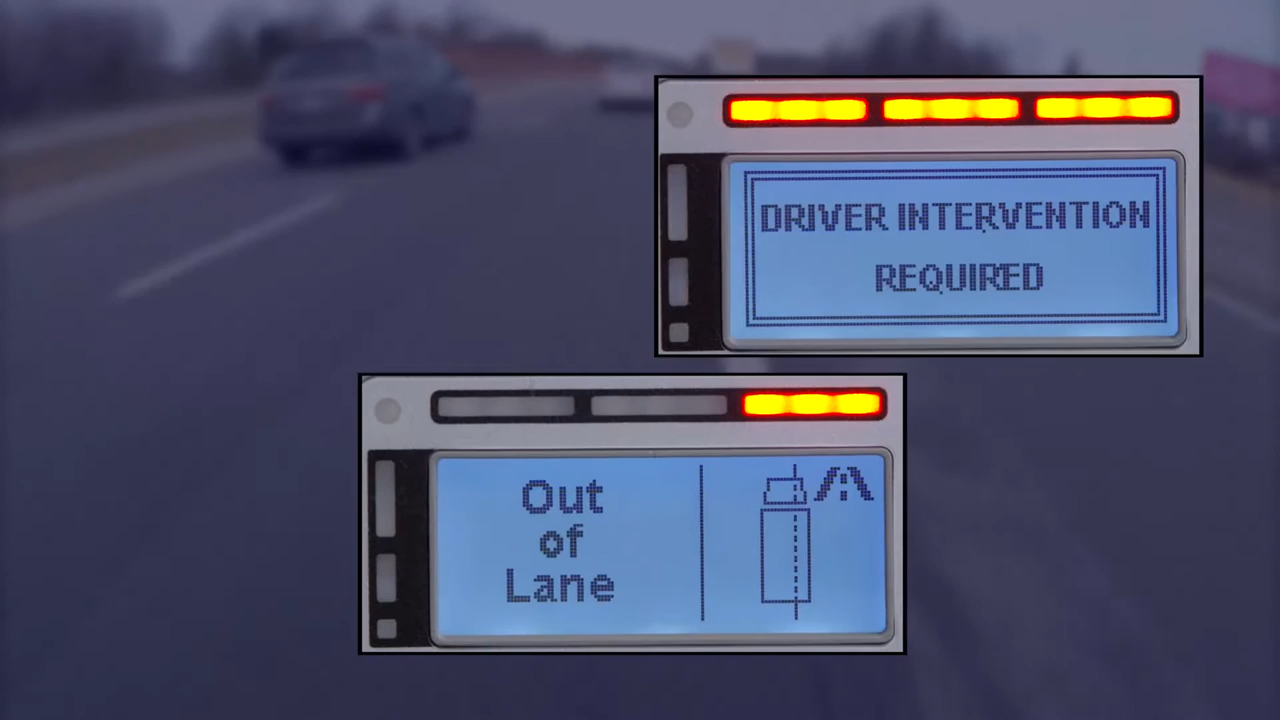 DRIVER INTERVENTION
REQUIRED
Out
of
Lane